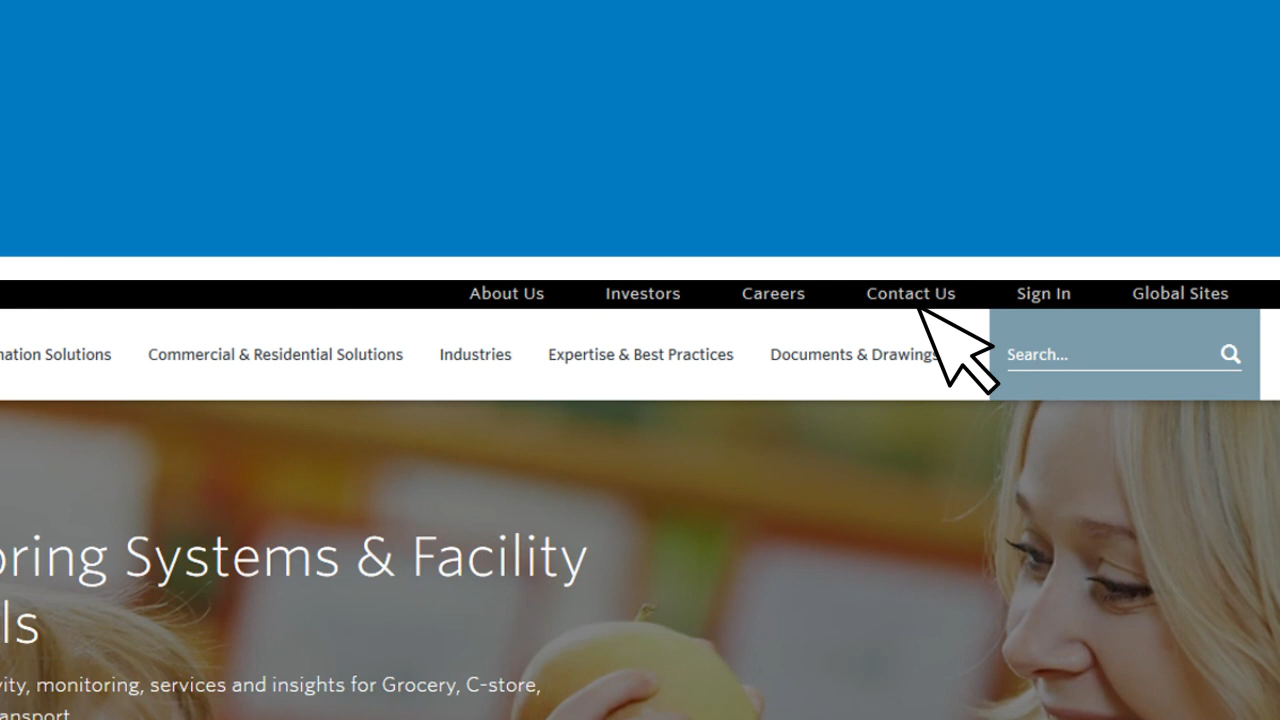 About Us Investors Careers Contact Us Sign In Global Sites
nation Solutions Commercial & Residential Solutions Industries Expertise & Best Practices Documents & Drawings Search...
oring Systems & Facility
ls
vity, monitoring, services and insights for Grocery, C-store,
ansport